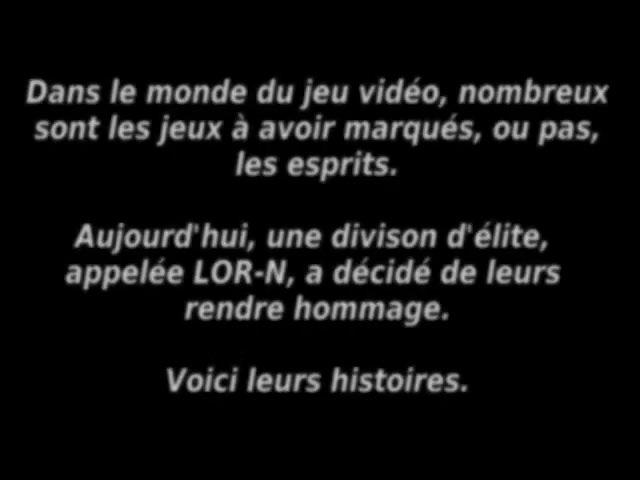 Dans le monde du jeu vidéo, nombreux
sont les jeux à avoir marqués, ou pas,
les esprits.
Aujourd'hui, une divison d'élite,
appelée LOR-N, a décidé de leurs
rendre hommage.
Voici leurs histoires.